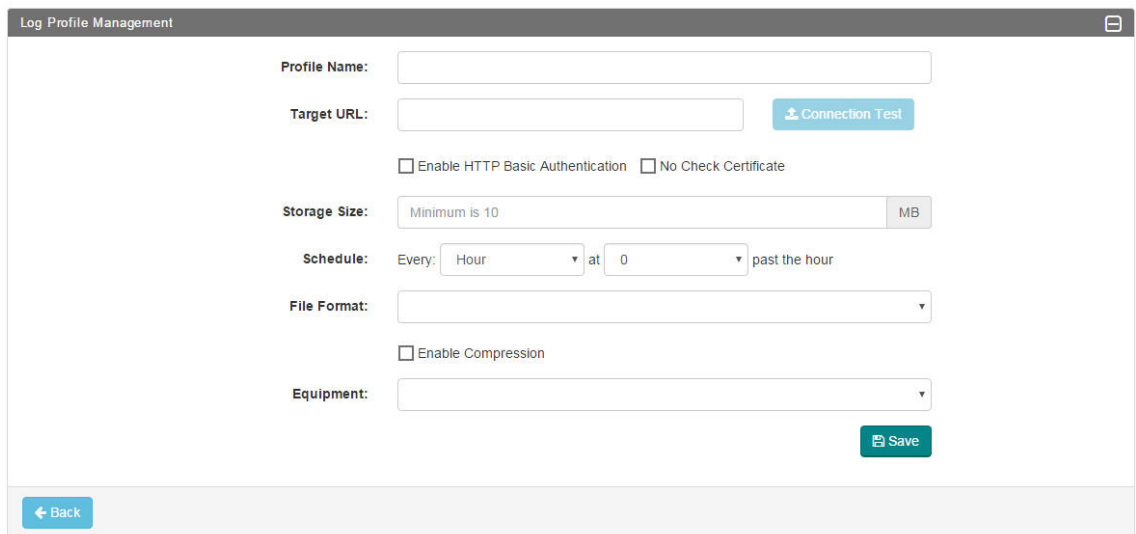 Log Profile Management
Profile Name:
Target URL: Connection Test
Enable HTTP Basic Authentication No Check Certificate
Storage Size: Minimum is 10 MB
Schedule: Every: Hour at 0 past the hour
File Format:
Enable Compression
Equipment:
Save
Back